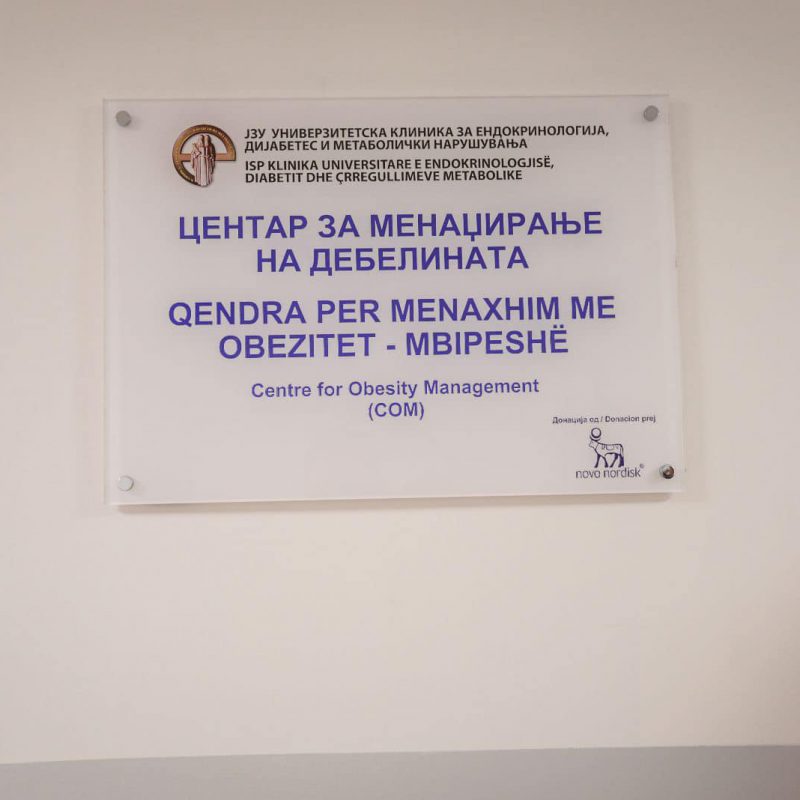 ЈЗУ УНИВЕРЗИТЕТСКА КЛИНИКА ЗА ЕНДОКРИНОЛОГИЈА,
ДИЈАБЕТЕС И МЕТАБОЛИЧКИ НАРУШУВАЊА
ISP KLINIKA UNIVERSITARE E ENDOKRINOLOGJISË,
DIABETIT DHE ÇRREGULLIMEVE METABOLIKE
ЦЕНТАР ЗА МЕНАЏИРАЊЕ
НА ДЕБЕЛИНАТА
QENDRA PER MENAXHIM ME
OBEZITET - MBIPESHË
Centre for Obesity Management
(COM)
Донација од / Donacion prej
novo nordisk®